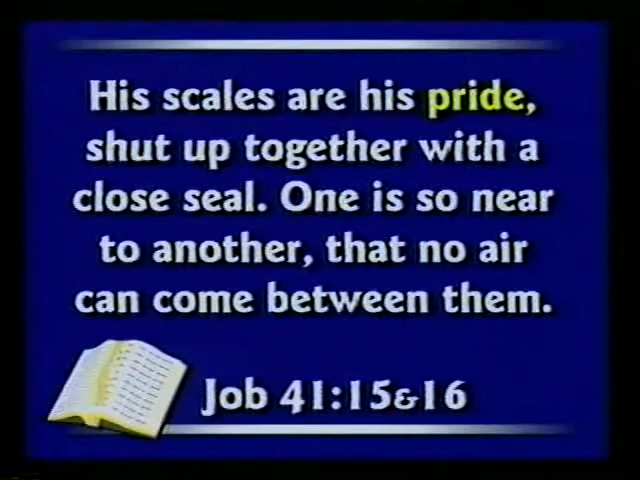 His scales are his pride,
shut up together with a
close seal. One is so near
to another, that no air
can come between them.
Job 41:15&16